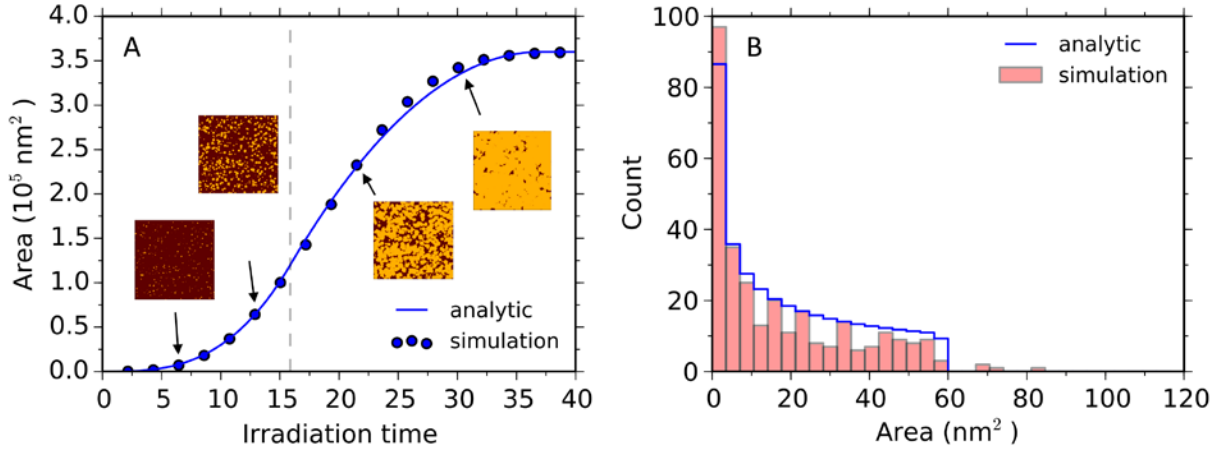 A
4.0
3.5
3.0
2.5
2.0
1.5
1.0
0.5
0.0
Area (10⁵ nm²)
0 5 10 15 20 25 30 35 40
Irradiation time
analytic
simulation
B
100
80
60
40
20
0
Count
0 20 40 60 80 100 120
Area (nm² )
analytic
simulation